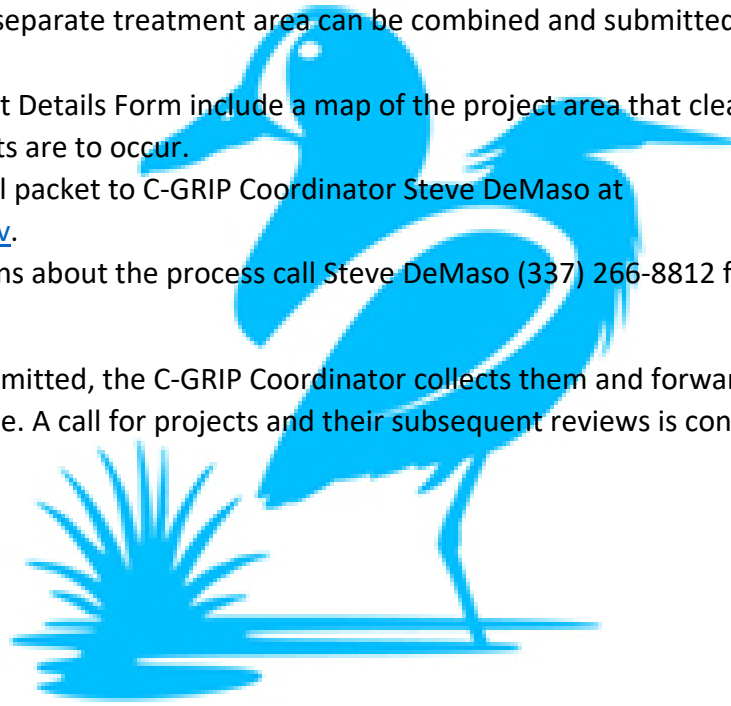 separate treatment area can be combined and submitted
t Details Form include a map of the project area that clea
ts are to occur.
l packet to C-GRIP Coordinator Steve DeMaso at
v.
ns about the process call Steve DeMaso (337) 266-8812 f
mitted, the C-GRIP Coordinator collects them and forwar
e. A call for projects and their subsequent reviews is con